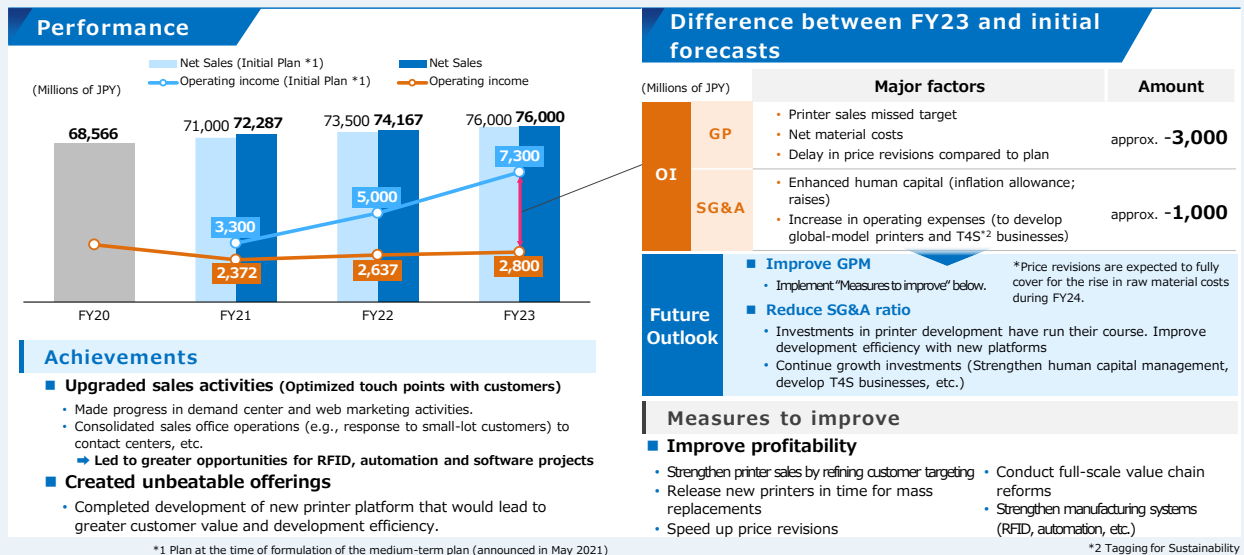 Performance
Net Sales (Initial Plan *1)
Net Sales
Operating income (Initial Plan *1)
Operating income
(Millions of JPY)
68,566
71,000 72,287
73,500 74,167
76,000 76,000
7,300
5,000
3,300
2,372
2,637
2,800
FY20
FY21
FY22
FY23
Achievements
■ Upgraded sales activities (Optimized touch points with customers)
• Made progress in demand center and web marketing activities.
• Consolidated sales office operations (e.g., response to small-lot customers) to
contact centers, etc.
➡ Led to greater opportunities for RFID, automation and software projects
■ Created unbeatable offerings
• Completed development of new printer platform that would lead to
greater customer value and development efficiency.
*1 Plan at the time of formulation of the medium-term plan (announced in May 2021)
Difference between FY23 and initial
forecasts
(Millions of JPY)
Major factors
Amount
OI
GP
• Printer sales missed target
• Net material costs
• Delay in price revisions compared to plan
approx. -3,000
SG&A
• Enhanced human capital (inflation allowance;
raises)
• Increase in operating expenses (to develop
global-model printers and T4S*2 businesses)
approx. -1,000
Future
Outlook
■ Improve GPM
• Implement "Measures to improve" below.
*Price revisions are expected to fully
cover for the rise in raw material costs
during FY24.
■ Reduce SG&A ratio
• Investments in printer development have run their course. Improve
development efficiency with new platforms
• Continue growth investments (Strengthen human capital management,
develop T4S businesses, etc.)
Measures to improve
■ Improve profitability
• Strengthen printer sales by refining customer targeting
• Release new printers in time for mass
replacements
• Speed up price revisions
• Conduct full-scale value chain
reforms
• Strengthen manufacturing systems
(RFID, automation, etc.)
*2 Tagging for Sustainability